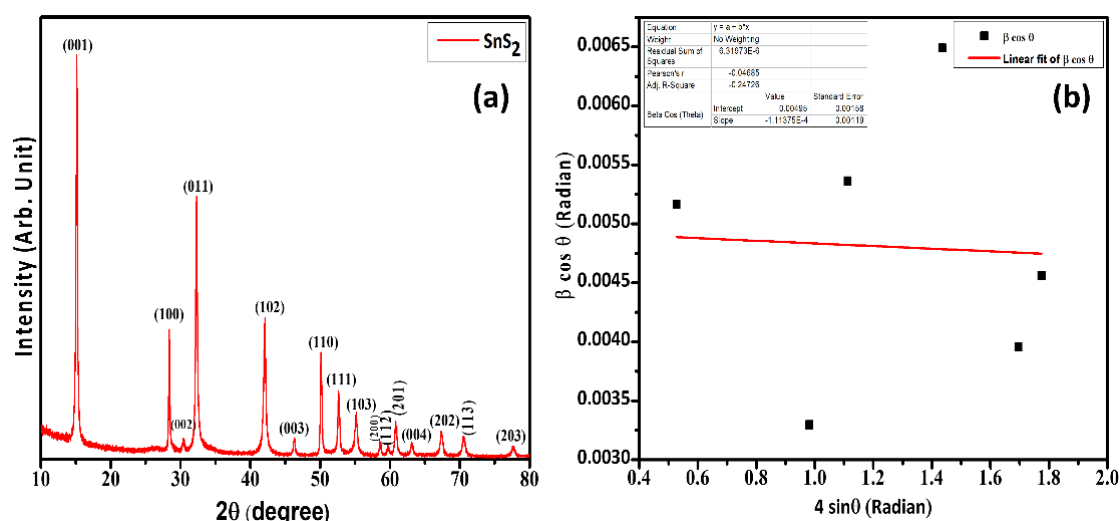 SnS2
(a)
(001)
(011)
(100)
(102)
(110)
(111)
(103)
(002)
(003)
(200)
(112)
(201)
(004)
(202)
(113)
(203)
Intensity (Arb. Unit)
10 20 30 40 50 60 70 80
2θ (degree)
Equation y = a + b*x
Weight No Weighting
Residual Sum of Squares 6.31973E-6
Pearson's r -0.04685
Adj. R-Square -0.24726
Value Standard Error
Beta Cos (Theta) Intercept 0.00495 0.00158
Slope -1.11375E-4 0.00119
β cos θ
Linear fit of β cos θ
(b)
0.0065
0.0060
0.0055
0.0050
0.0045
0.0040
0.0035
0.0030
β cos θ (Radian)
0.4 0.6 0.8 1.0 1.2 1.4 1.6 1.8 2.0
4 sinθ (Radian)